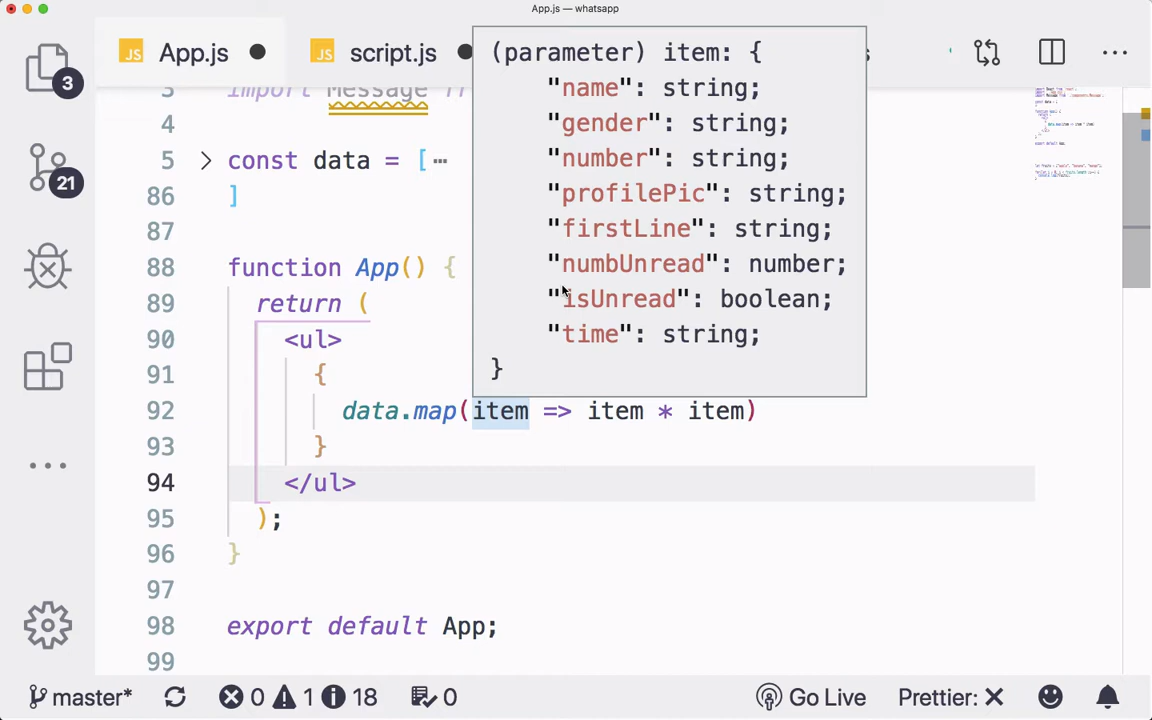 App.js — whatsapp
JS App.js
JS script.js
s
3
21
3 import Message
4
5 const data = [
86 ]
87
88 function App() {
89 return (
90 <ul>
91 {
92 data.map(item => item * item)
93 }
94 </ul>
95 );
96 }
97
98 export default App;
99
(parameter) item: {
"name": string;
"gender": string;
"number": string;
"profilePic": string;
"firstLine": string;
"numbUnread": number;
"isUnread": boolean;
"time": string;
}
master* 0 1 18 0 Go Live Prettier: ×